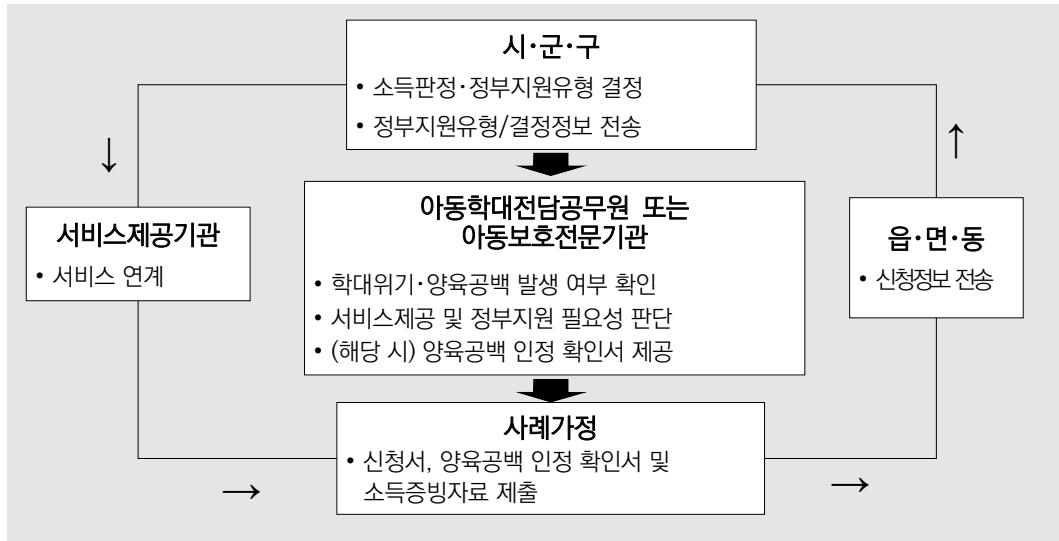 시·군·구
• 소득판정·정부지원유형 결정
• 정부지원유형/결정정보 전송
↓
↑
서비스제공기관
• 서비스 연계
아동학대전담공무원 또는
아동보호전문기관
• 학대위기·양육공백 발생 여부 확인
• 서비스제공 및 정부지원 필요성 판단
• (해당 시) 양육공백 인정 확인서 제공
읍·면·동
• 신청정보 전송
사례가정
• 신청서, 양육공백 인정 확인서 및
소득증빙자료 제출
→
→